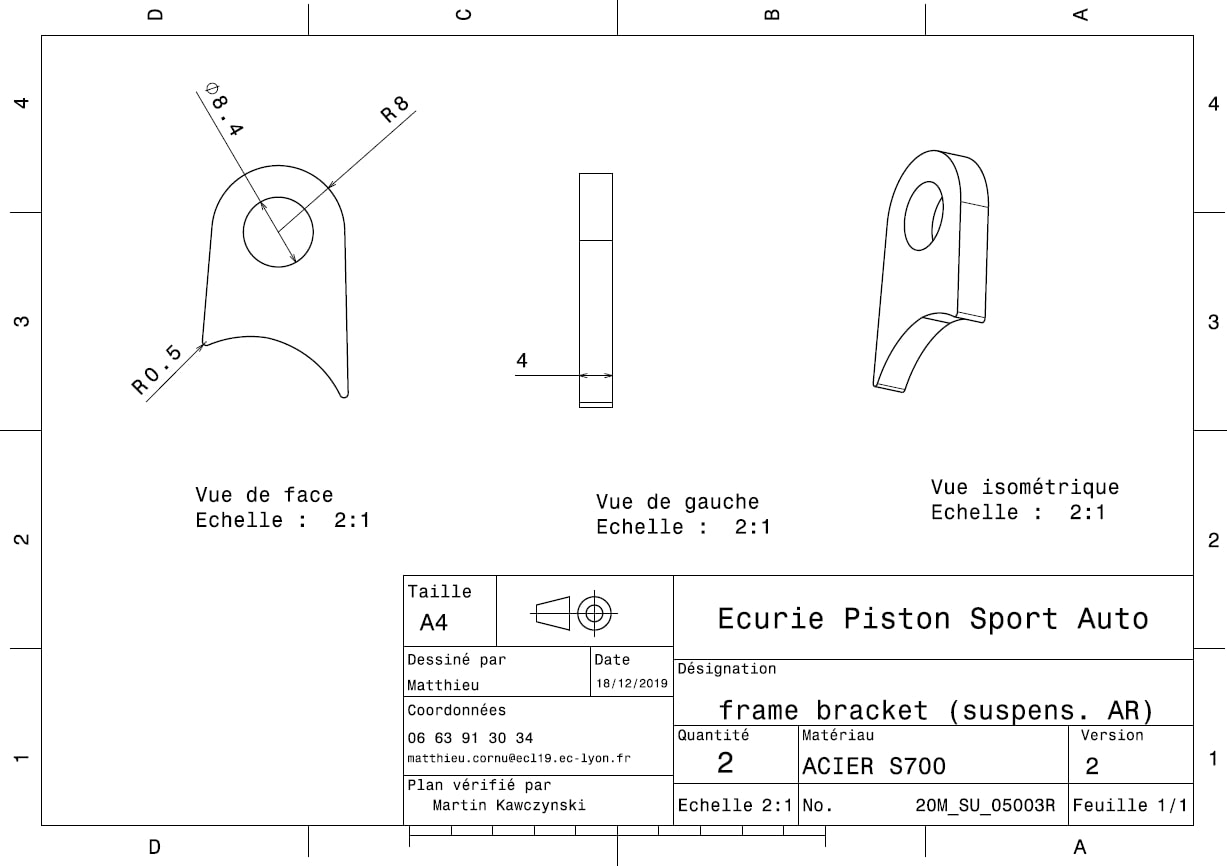 D C B A
4 4
⌀8.4
R8
3 3
R0.5
4
Vue de face
Echelle : 2:1
Vue de gauche
Echelle : 2:1
Vue isométrique
Echelle : 2:1
2 2
Taille
A4
Ecurie Piston Sport Auto
Dessiné par
Matthieu
Date
18/12/2019
Désignation
frame bracket (suspens. AR)
Coordonnées
06 63 91 30 34
matthieu.cornu@ecl19.ec-lyon.fr
Quantité
2
Matériau
ACIER S700
Version
2
1 1
Plan vérifié par
Martin Kawczynski
Echelle 2:1
No. 20M_SU_05003R
Feuille 1/1
D A